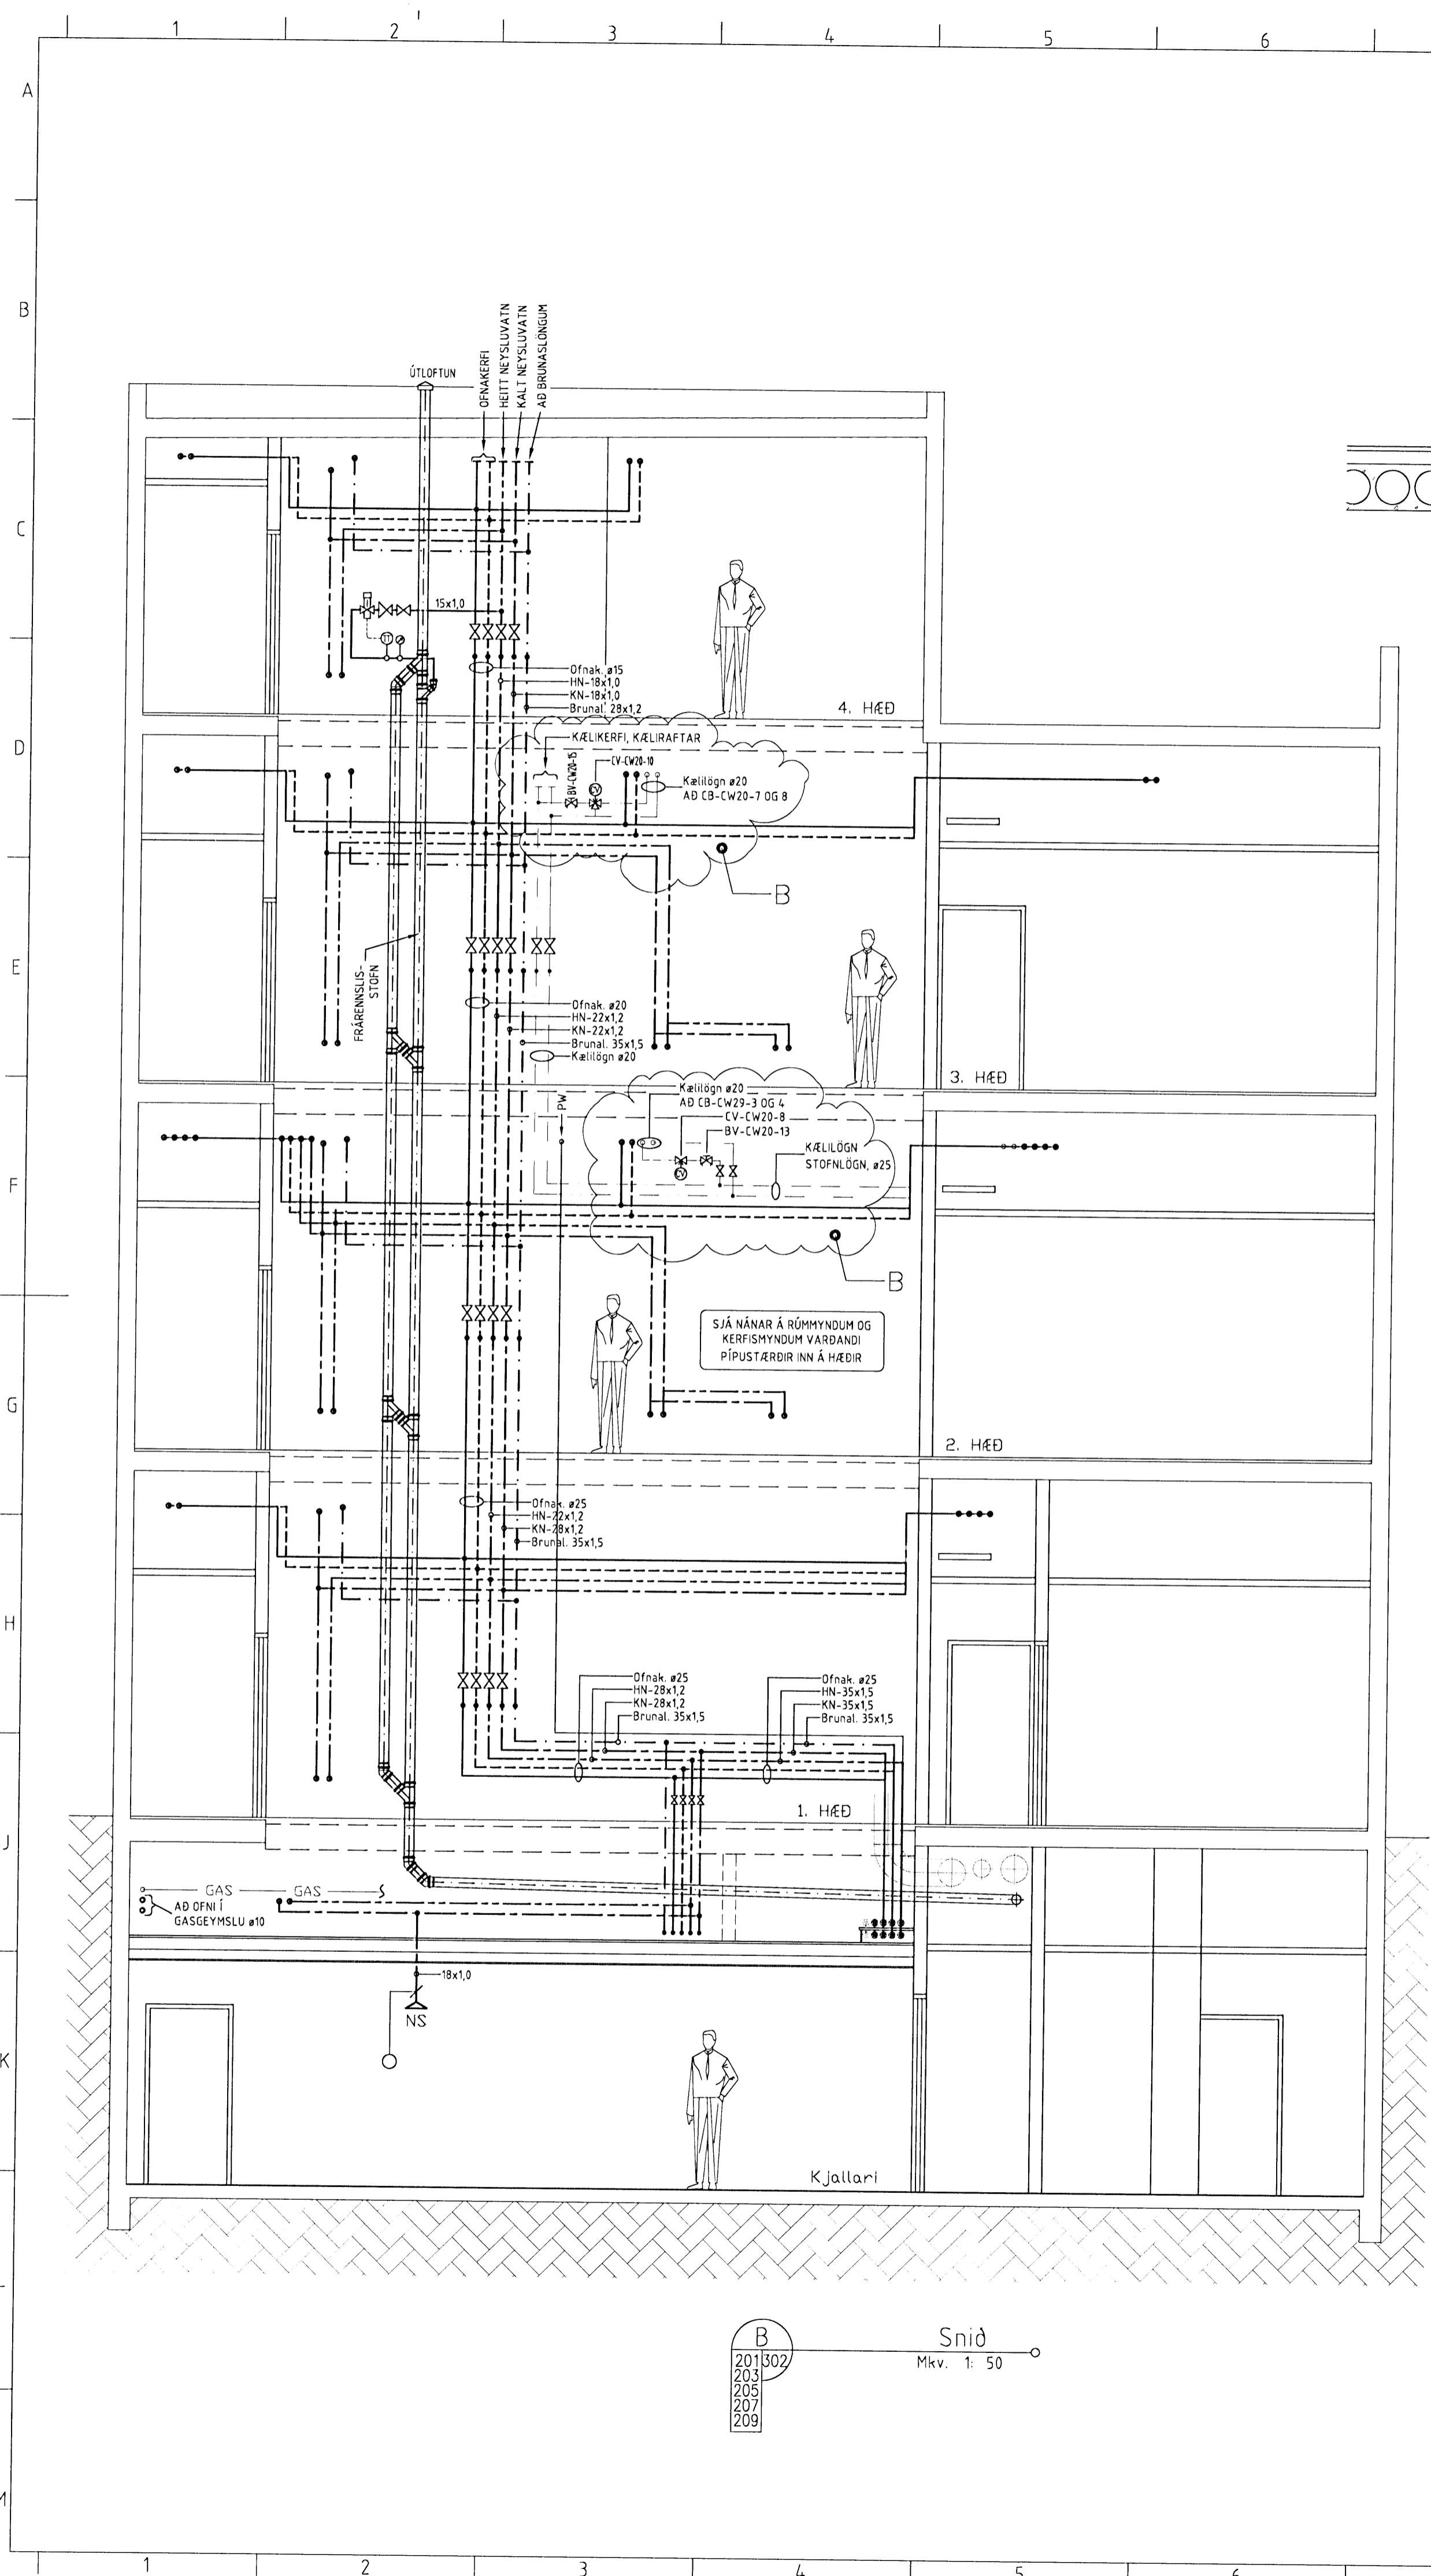 1 2 3 4 5 6
A
B
ÚTLOFTUN
OFNAKERFI
HEITT NEYSLUVATN
KALT NEYSLUVATN
AÐ BRUNASLÖNGUM
C
15x1,0
TT
Ofnak. ø15
HN-18x1,0
KN-18x1,0
Brunal. 28x1,2
4. HÆÐ
D
KÆLIKERFI, KÆLIRAFTAR
BV-CW20-15
CV-CW20-10
CV
Kælilögn ø20
AÐ CB-CW20-7 OG 8
B
E
FRÁRENNSLIS-
STOFN
Ofnak. ø20
HN-22x1,2
KN-22x1,2
Brunal. 35x1,5
Kælilögn ø20
3. HÆÐ
PW
Kælilögn ø20
AÐ CB-CW29-3 OG 4
CV-CW20-8
BV-CW20-13
CV
KÆLILÖGN
STOFNLÖGN, ø25
F
B
SJÁ NÁNAR Á RÚMMYNDUM OG
KERFISMYNDUM VARÐANDI
PÍPUSTÆRÐIR INN Á HÆÐIR
G
2. HÆÐ
Ofnak. ø25
HN-22x1,2
KN-28x1,2
Brunal. 35x1,5
H
Ofnak. ø25
HN-28x1,2
KN-28x1,2
Brunal. 35x1,5
Ofnak. ø25
HN-35x1,5
KN-35x1,5
Brunal. 35x1,5
1. HÆÐ
J
GAS GAS
AÐ OFNI Í
GASGEYMSLU ø10
18x1,0
NS
K
Kjallari
B
201 302
203
205
207
209
Snið
Mkv. 1: 50
M
1 2 3 4 5 6